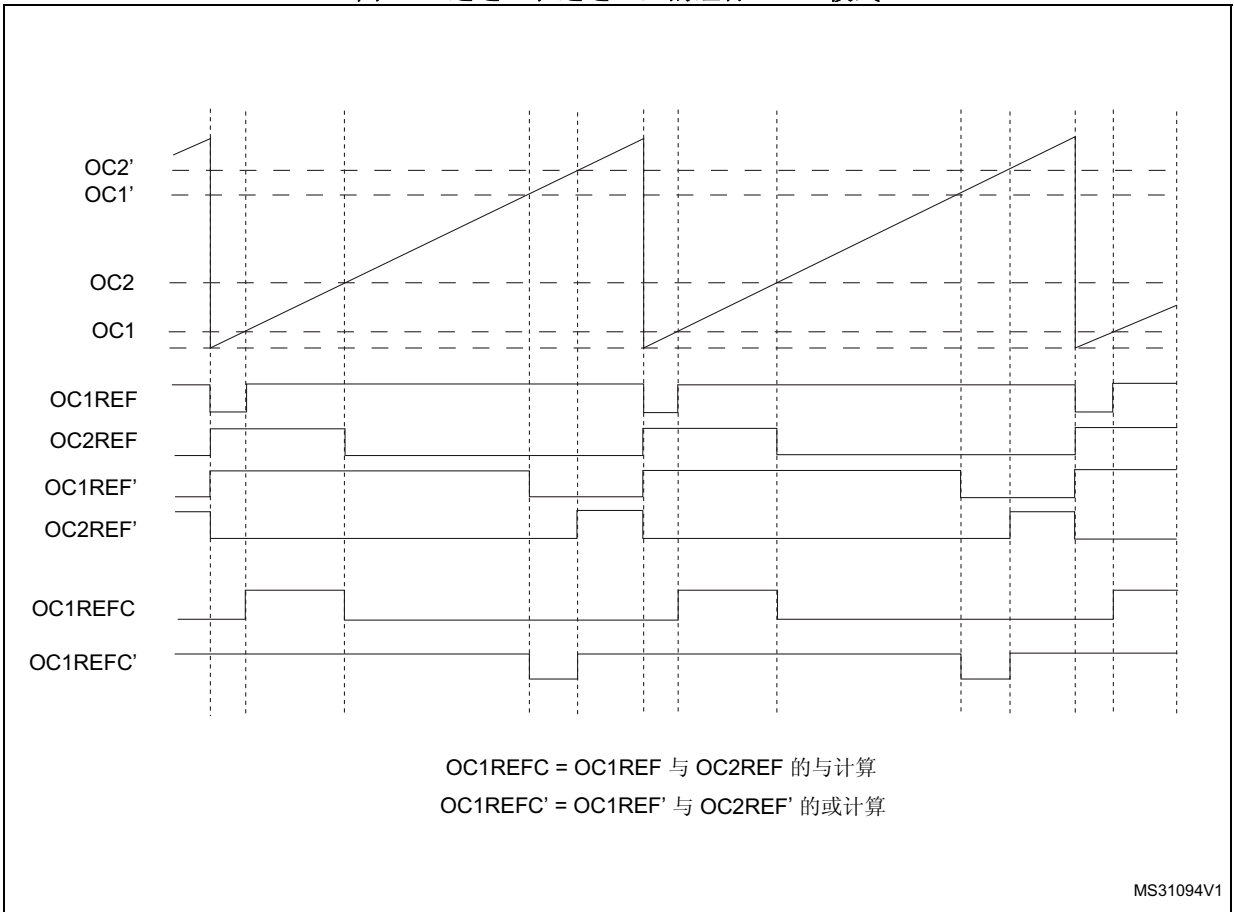 OC2'
OC1'
OC2
OC1
OC1REF
OC2REF
OC1REF’
OC2REF’
OC1REFC
OC1REFC’
OC1REFC = OC1REF 与 OC2REF 的与计算
OC1REFC’ = OC1REF’ 与 OC2REF’ 的或计算
MS31094V1